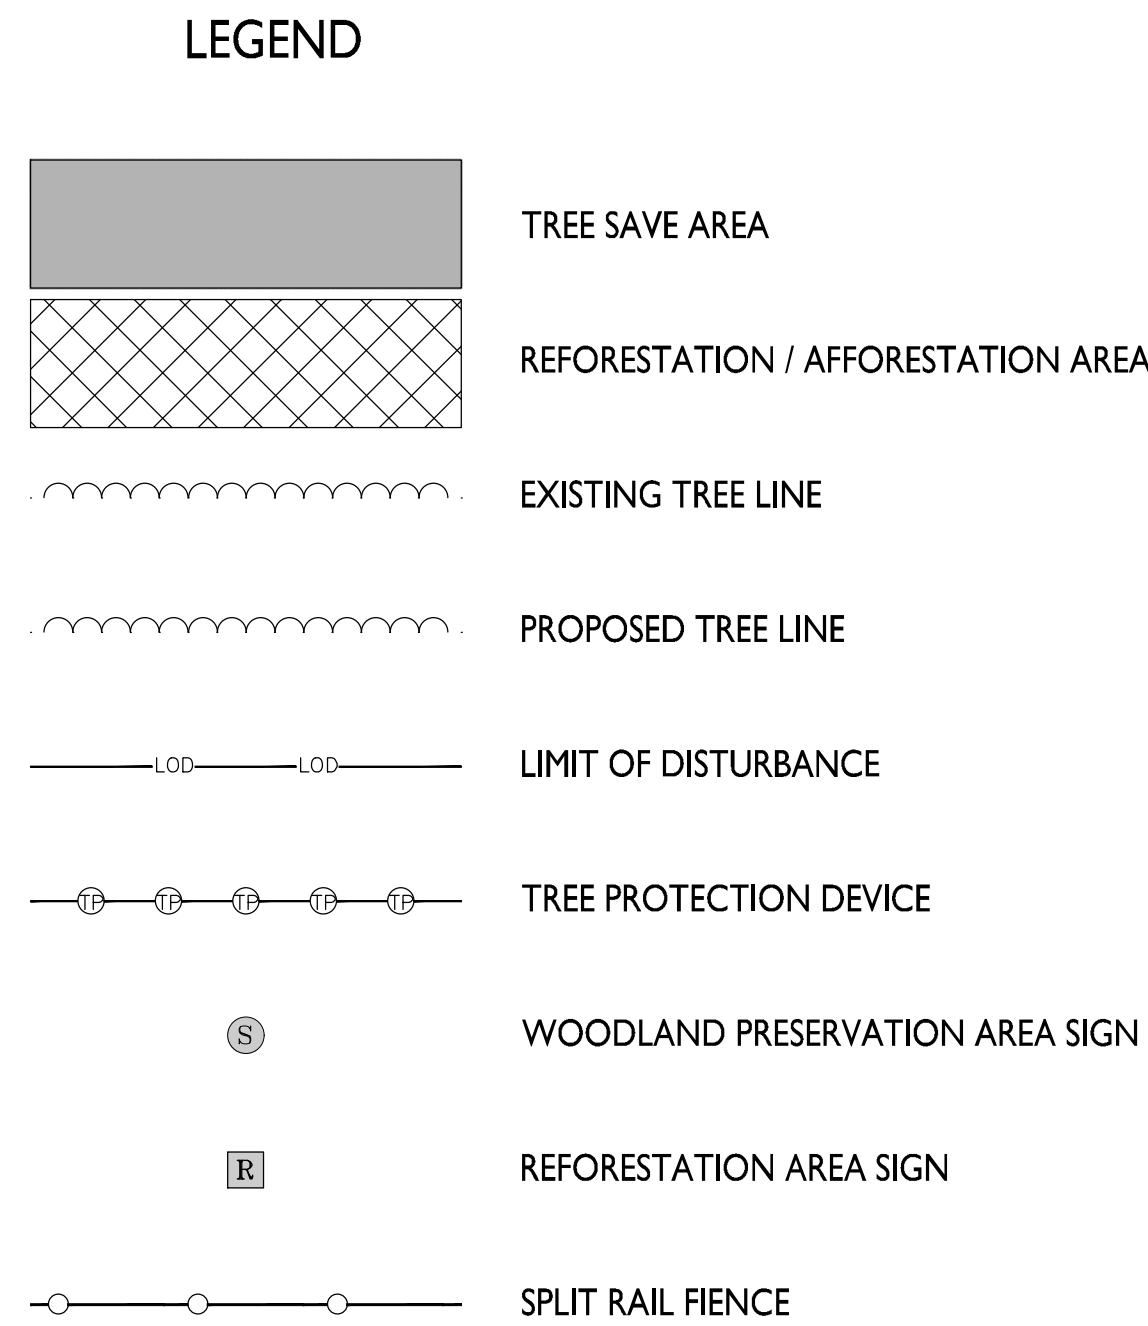 LEGEND
TREE SAVE AREA
REFORESTATION / AFFORESTATION AREA
EXISTING TREE LINE
PROPOSED TREE LINE
LOD LOD LIMIT OF DISTURBANCE
TP TP TP TP TP TREE PROTECTION DEVICE
S WOODLAND PRESERVATION AREA SIGN
R REFORESTATION AREA SIGN
SPLIT RAIL FIENCE